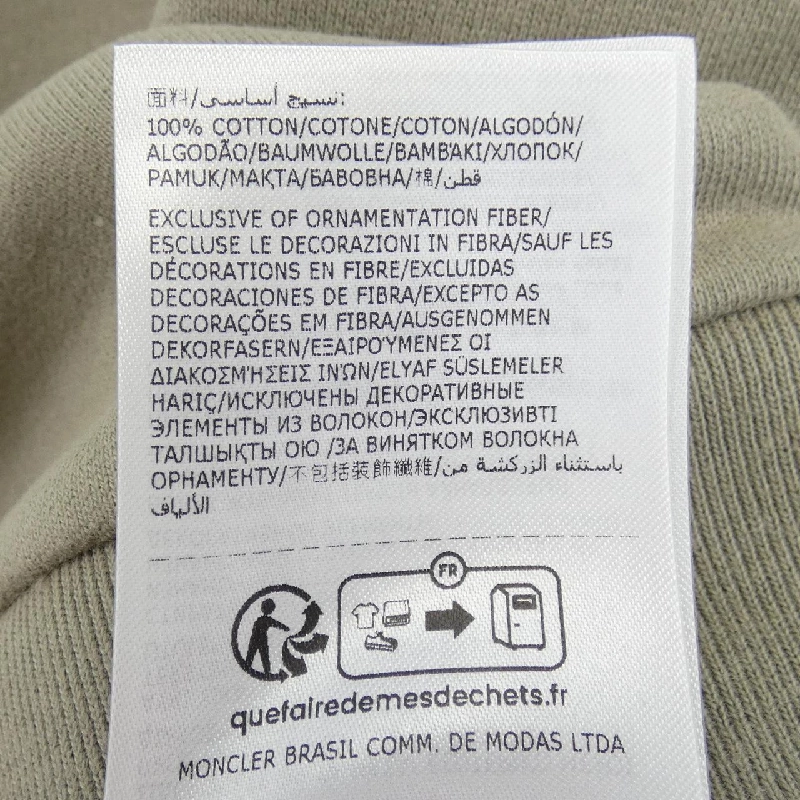 面料/نسيج أساسي:
100% COTTON/COTONE/COTON/ALGODÓN/
ALGODÃO/BAUMWOLLE/ΒΑΜΒΆΚΙ/ХЛОПОК/
PAMUK/МАҚТА/БАВОВНА/棉/قطن
EXCLUSIVE OF ORNAMENTATION FIBER/
ESCLUSE LE DECORAZIONI IN FIBRA/SAUF LES
DÉCORATIONS EN FIBRE/EXCLUIDAS
DECORACIONES DE FIBRA/EXCEPTO AS
DECORAÇÕES EM FIBRA/AUSGENOMMEN
DEKORFASERN/ΕΞΑΙΡΟΎΜΕΝΕΣ ΟΙ
ΔΙΑΚΟΣΜΉΣΕΙΣ ΙΝΏΝ/ELYAF SÜSLEMELER
HARIÇ/ИСКЛЮЧЕНЫ ДЕКОРАТИВНЫЕ
ЭЛЕМЕНТЫ ИЗ ВОЛОКОН/ЭКСКЛЮЗИВТІ
ТАЛШЫҚТЫ ОЮ /ЗА ВИНЯТКОМ ВОЛОКНА
ОРНАМЕНТУ/不包括装飾纖維/باستثناء الزركشة من
الألياف
FR
quefairedemesdechets.fr
MONCLER BRASIL COMM. DE MODAS LTDA